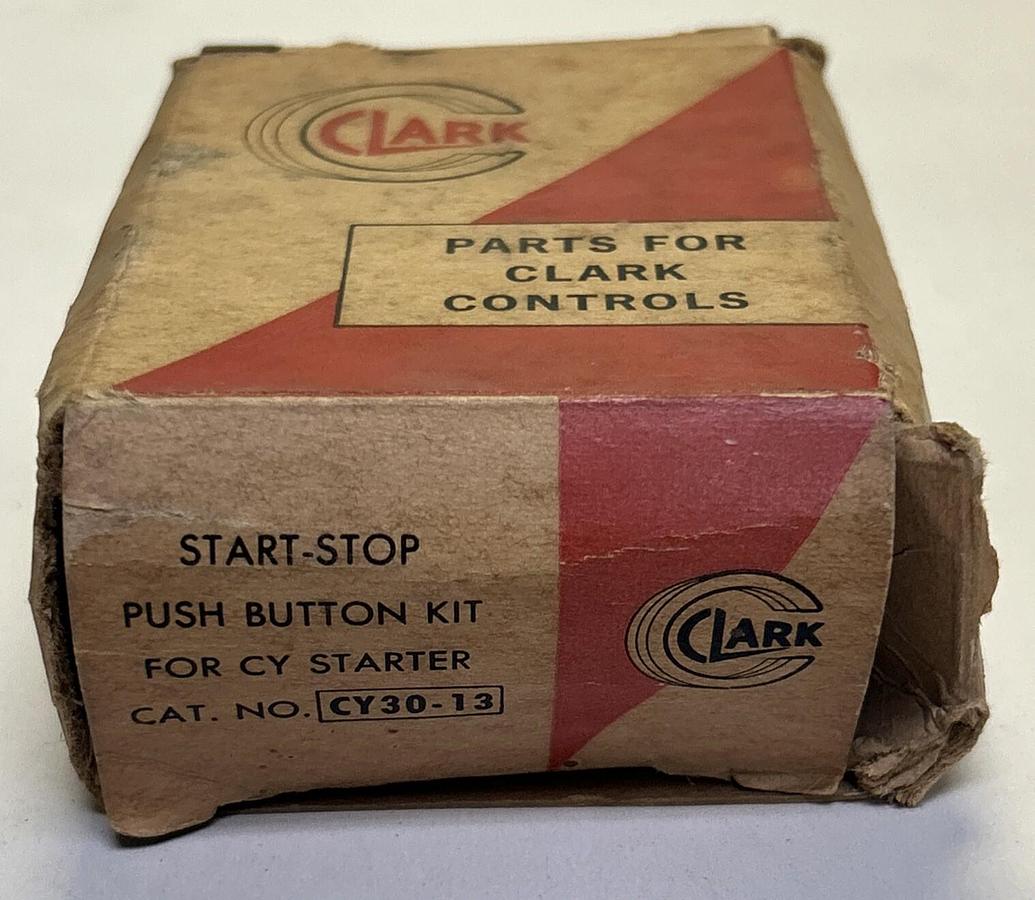 CLARK
PARTS FOR
CLARK
CONTROLS
START-STOP
PUSH BUTTON KIT
FOR CY STARTER
CAT. NO. CY30-13
CLARK